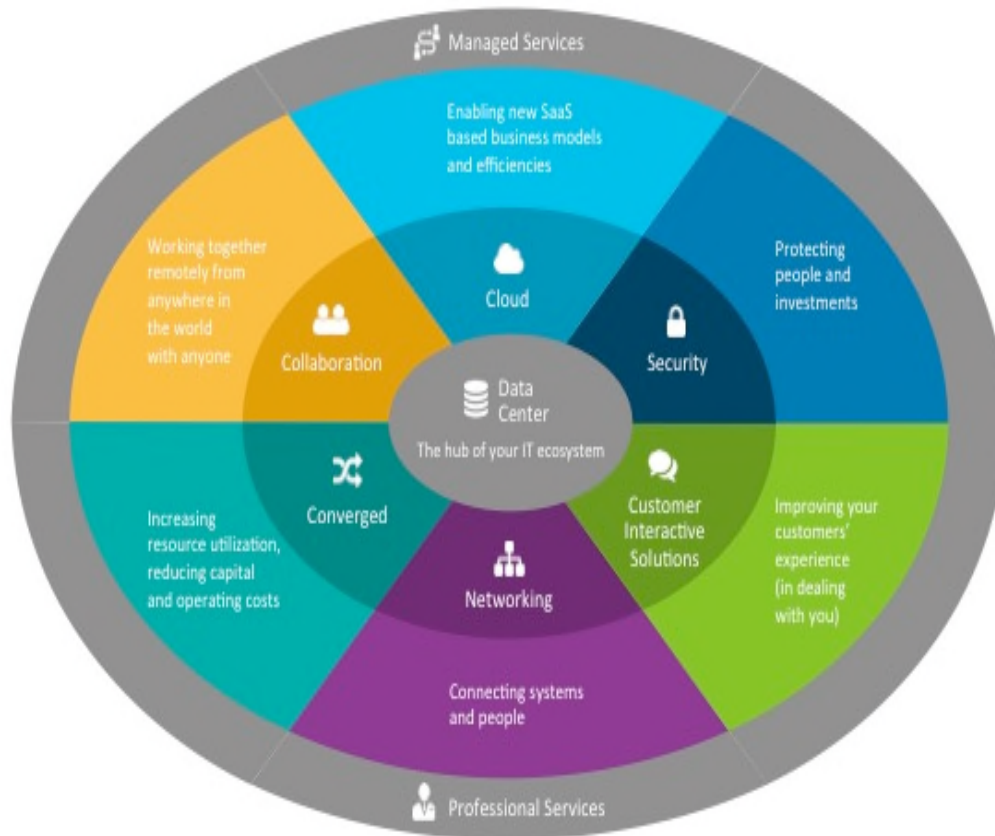 Managed Services
Enabling new SaaS
based business models
and efficiencies
Working together
remotely from
anywhere in
the world
with anyone
Protecting
people and
investments
Cloud
Collaboration
Security
Data
Center
The hub of your IT ecosystem
Converged
Customer
Interactive
Solutions
Networking
Increasing
resource utilization,
reducing capital
and operating costs
Improving your
customers'
experience
(in dealing
with you)
Connecting systems
and people
Professional Services